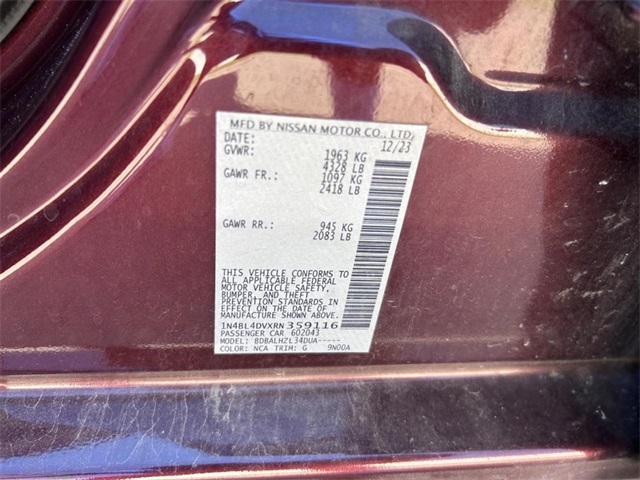 MFD BY NISSAN MOTOR CO., LTD.
DATE: 12/23
GVWR: 1963 KG
4328 LB
GAWR FR.: 1097 KG
2418 LB
GAWR RR.: 945 KG
2083 LB
THIS VEHICLE CONFORMS TO
ALL APPLICABLE FEDERAL
MOTOR VEHICLE SAFETY,
BUMPER, AND THEFT
PREVENTION STANDARDS IN
EFFECT ON THE DATE OF
MANUFACTURE SHOWN ABOVE.
1N4BL4DVXRN359116
PASSENGER CAR 602043
MODEL: BDBALHZL34DUA-----
COLOR: NCA TRIM: G 9N00A